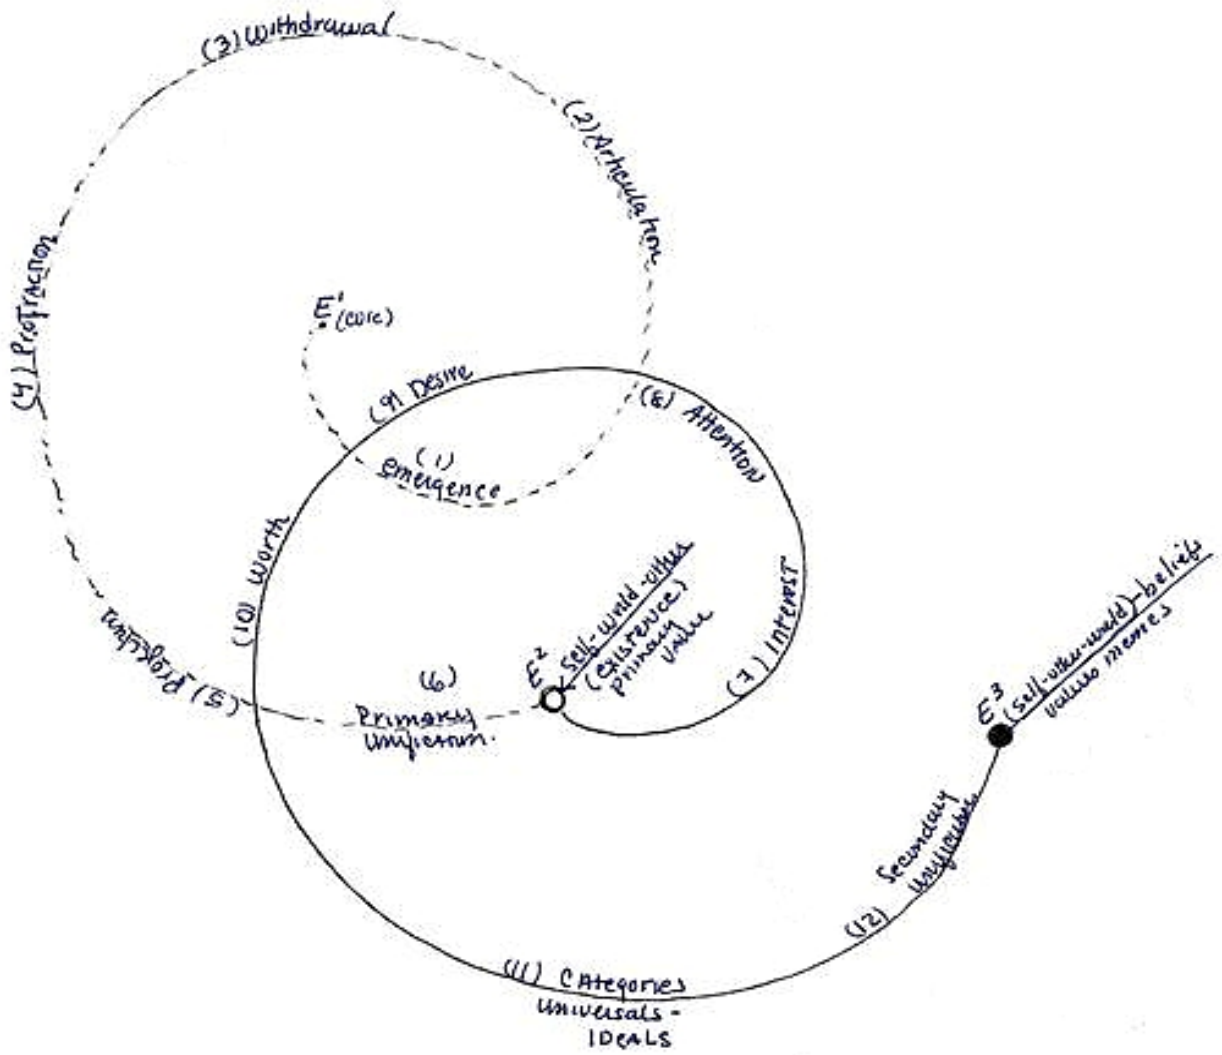 (3) Withdrawal
(2) Articulation
(4) Protraction
E¹ (core)
(9) Desire
(8) Attention
(1)
emergence
(10) Worth
(7) Interest
(5) Projection
(6)
Primary
E²
self-world-other
(existence)
primary
value
E³
(self-other-world)-beliefs
values memes
Secondary
(12)
(11) Categories
Universals -
IDEALS